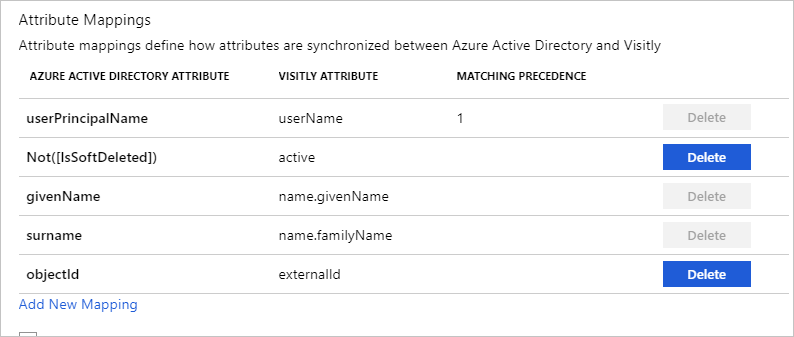 Attribute Mappings
Attribute mappings define how attributes are synchronized between Azure Active Directory and Visitly
AZURE ACTIVE DIRECTORY ATTRIBUTE VISITLY ATTRIBUTE MATCHING PRECEDENCE
userPrincipalName userName 1 Delete
Not([IsSoftDeleted]) active Delete
givenName name.givenName Delete
surname name.familyName Delete
objectId externalId Delete
Add New Mapping